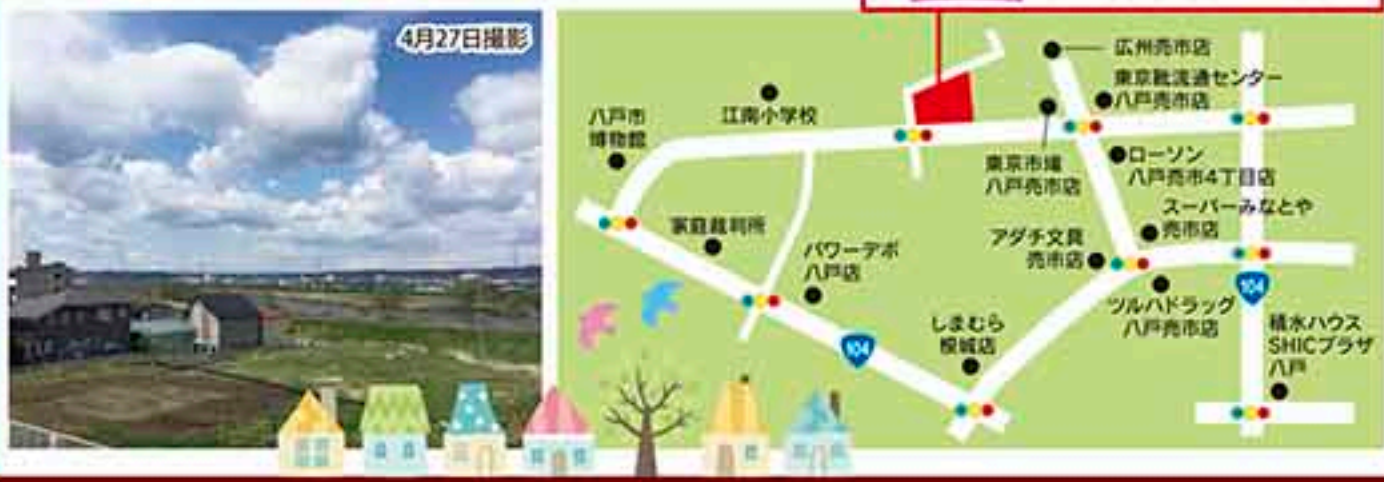 4月27日撮影
広州売市店
東京靴流通センター
八戸売市店
江南小学校
八戸市
博物館
東京市場
八戸売市店
ローソン
八戸売市4丁目店
スーパーみなとや
売市店
家庭裁判所
アダチ文具
売市店
パワーデポ
八戸店
ツルハドラッグ
八戸売市店
104
しまむら
根城店
104
積水ハウス
SHICプラザ
八戸